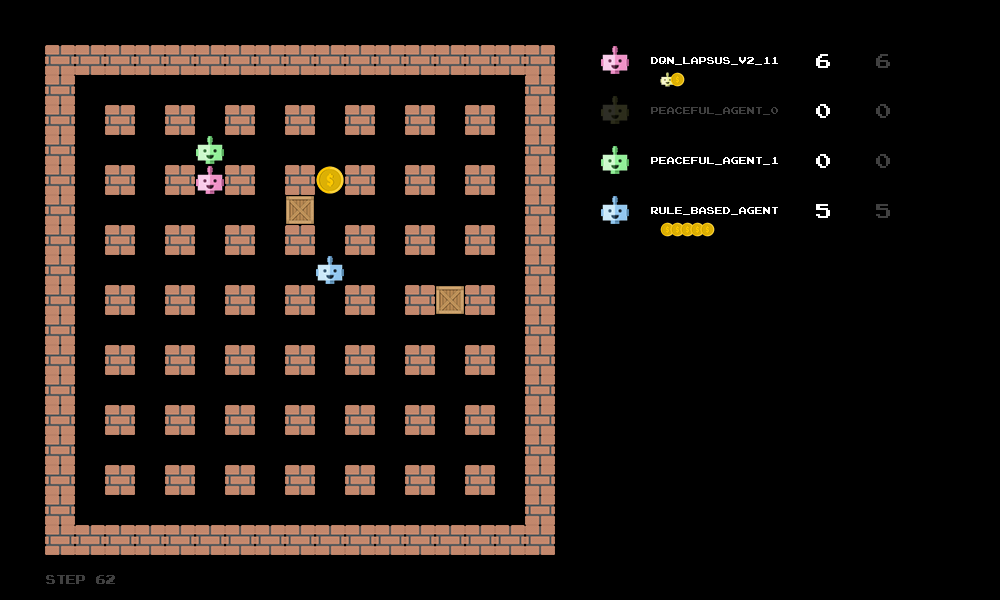 DQN_LAPSUS_V2_11 6 6
PEACEFUL_AGENT_0 0 0
PEACEFUL_AGENT_1 0 0
RULE_BASED_AGENT 5 5
STEP 62